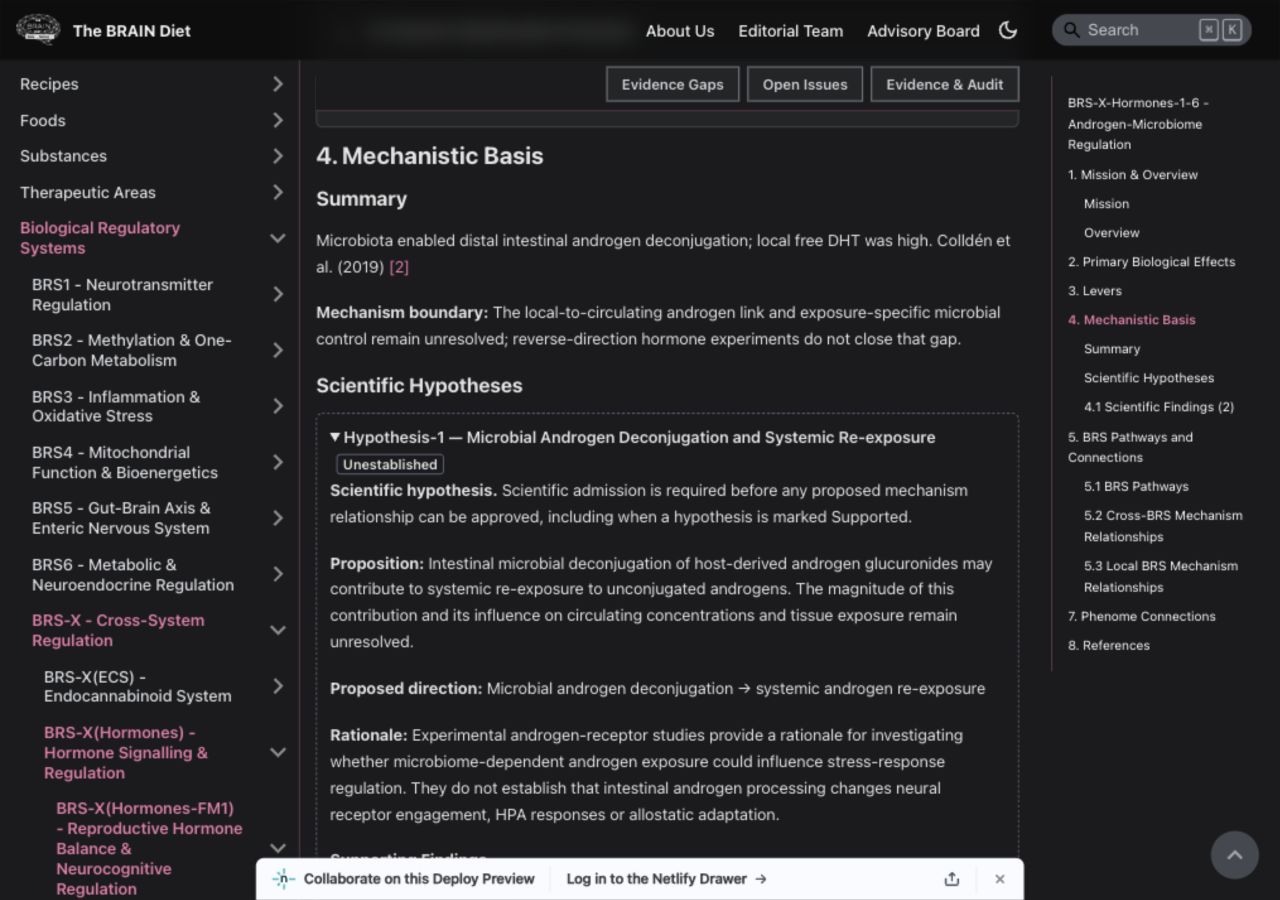 The BRAIN Diet
About Us
Editorial Team
Advisory Board
Search
⌘ K
Recipes
Foods
Substances
Therapeutic Areas
Biological Regulatory
Systems
BRS1 - Neurotransmitter
Regulation
BRS2 - Methylation & One-
Carbon Metabolism
BRS3 - Inflammation &
Oxidative Stress
BRS4 - Mitochondrial
Function & Bioenergetics
BRS5 - Gut-Brain Axis &
Enteric Nervous System
BRS6 - Metabolic &
Neuroendocrine Regulation
BRS-X - Cross-System
Regulation
BRS-X(ECS) -
Endocannabinoid System
BRS-X(Hormones) -
Hormone Signalling &
Regulation
BRS-X(Hormones-FM1)
- Reproductive Hormone
Balance &
Neurocognitive
Regulation
Evidence Gaps
Open Issues
Evidence & Audit
4. Mechanistic Basis
Summary
Microbiota enabled distal intestinal androgen deconjugation; local free DHT was high. Colldén et
al. (2019) [2]
Mechanism boundary: The local-to-circulating androgen link and exposure-specific microbial
control remain unresolved; reverse-direction hormone experiments do not close that gap.
Scientific Hypotheses
▼ Hypothesis-1 — Microbial Androgen Deconjugation and Systemic Re-exposure
Unestablished
Scientific hypothesis. Scientific admission is required before any proposed mechanism
relationship can be approved, including when a hypothesis is marked Supported.
Proposition: Intestinal microbial deconjugation of host-derived androgen glucuronides may
contribute to systemic re-exposure to unconjugated androgens. The magnitude of this
contribution and its influence on circulating concentrations and tissue exposure remain
unresolved.
Proposed direction: Microbial androgen deconjugation → systemic androgen re-exposure
Rationale: Experimental androgen-receptor studies provide a rationale for investigating
whether microbiome-dependent androgen exposure could influence stress-response
regulation. They do not establish that intestinal androgen processing changes neural
receptor engagement, HPA responses or allostatic adaptation.
Supporting Findings
BRS-X-Hormones-1-6 -
Androgen-Microbiome
Regulation
1. Mission & Overview
Mission
Overview
2. Primary Biological Effects
3. Levers
4. Mechanistic Basis
Summary
Scientific Hypotheses
4.1 Scientific Findings (2)
5. BRS Pathways and
Connections
5.1 BRS Pathways
5.2 Cross-BRS Mechanism
Relationships
5.3 Local BRS Mechanism
Relationships
7. Phenome Connections
8. References
Collaborate on this Deploy Preview
Log in to the Netlify Drawer →